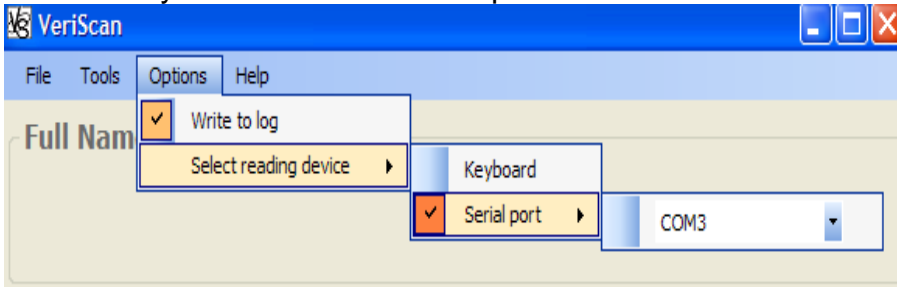 VeriScan
File Tools Options Help
Write to log
Full Nam
Select reading device
Keyboard
Serial port
COM3